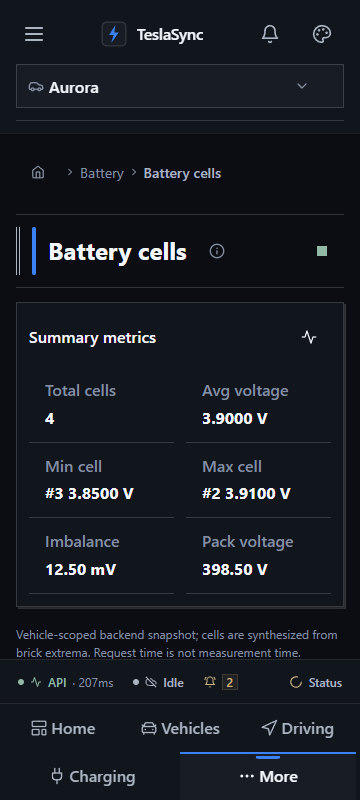 TeslaSync
Aurora
Battery
Battery cells
Battery cells
Summary metrics
Total cells
Avg voltage
4
3.9000 V
Min cell
Max cell
#3 3.8500 V
#2 3.9100 V
Imbalance
Pack voltage
12.50 mV
398.50 V
Vehicle-scoped backend snapshot; cells are synthesized from
brick extrema. Request time is not measurement time.
API · 207ms
Idle
2
Status
Home
Vehicles
Driving
Charging
More